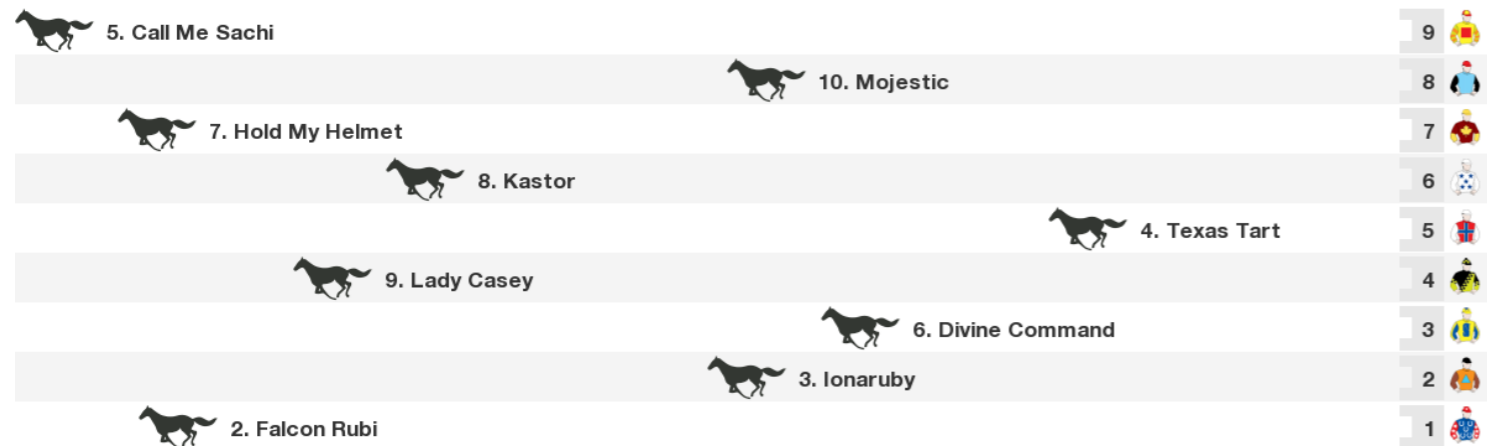 5. Call Me Sachi 9
10. Mojestic 8
7. Hold My Helmet 7
8. Kastor 6
4. Texas Tart 5
9. Lady Casey 4
6. Divine Command 3
3. Ionaruby 2
2. Falcon Rubi 1